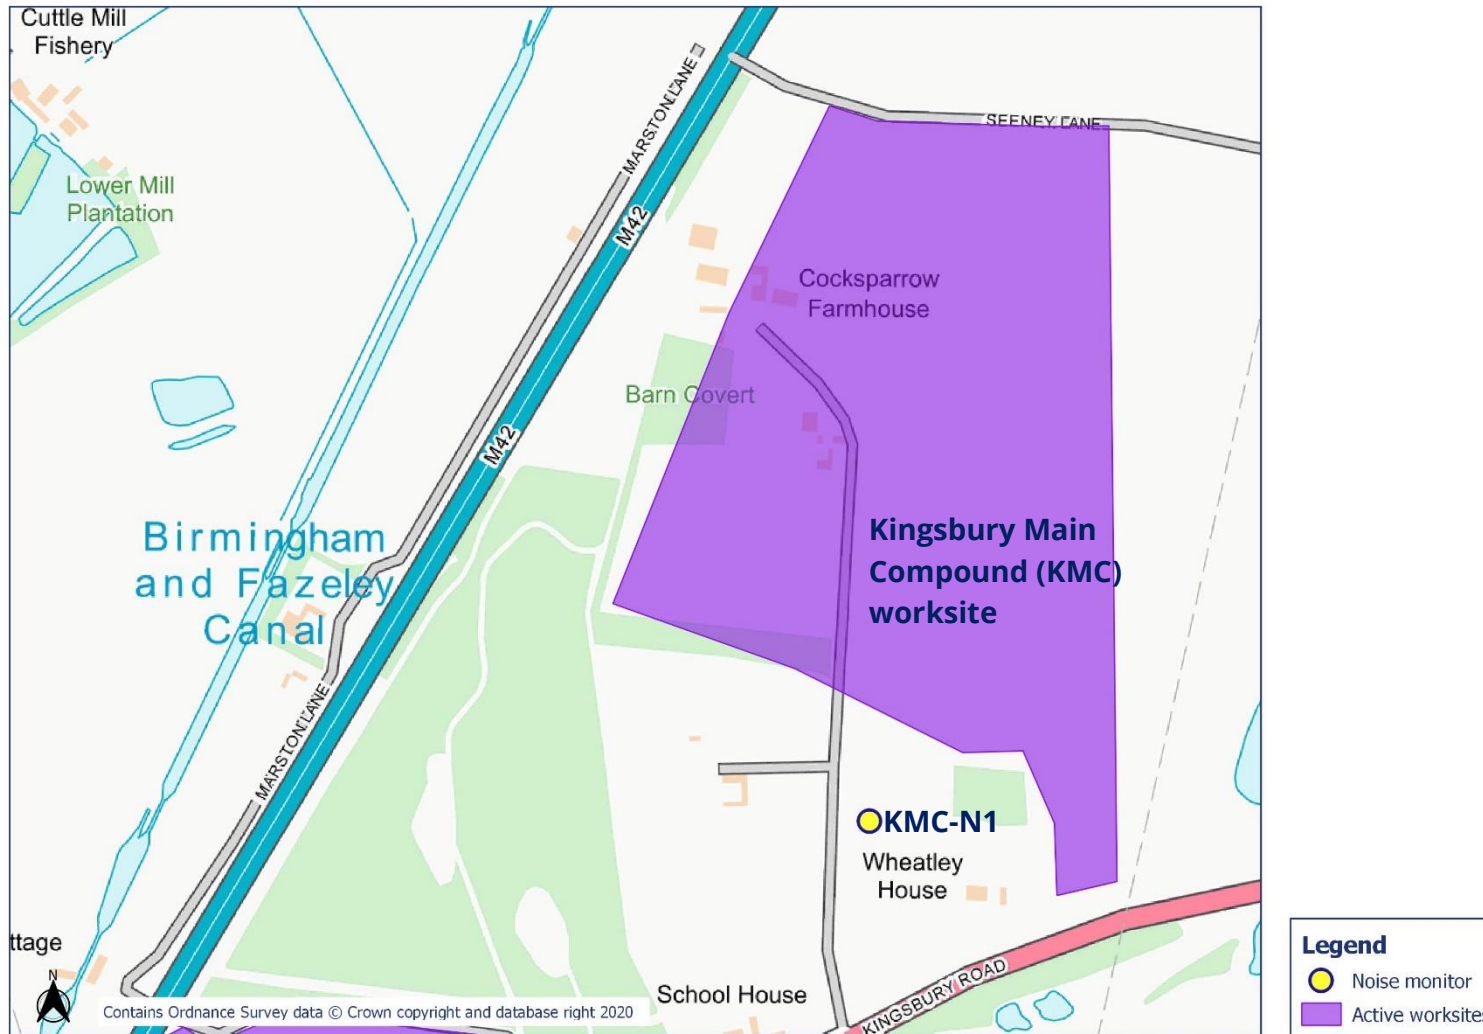 Cuttle Mill
Fishery
MARSTON LANE
SEENEY LANE
Lower Mill
Plantation
M42
Cocksparrow
Farmhouse
Barn Covert
M42
Birmingham
and Fazeley
Canal
Kingsbury Main
Compound (KMC)
worksite
MARSTON LANE
KMC-N1
Wheatley
House
ttage
N
School House
KINGSBURY ROAD
Contains Ordnance Survey data © Crown copyright and database right 2020
Legend
Noise monitor
Active worksite